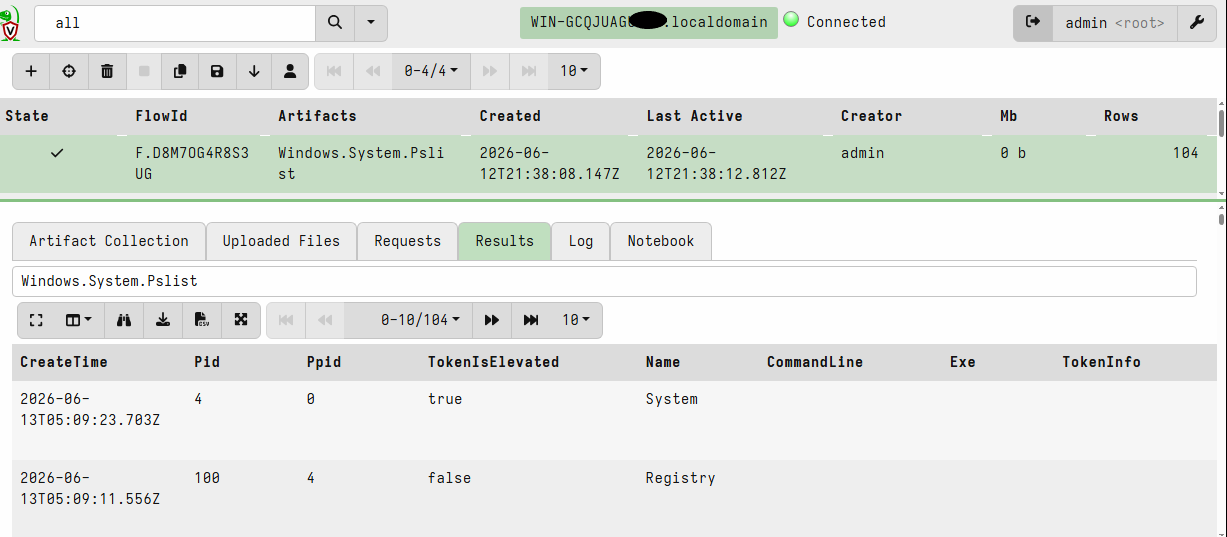 all
WIN-GCQJUAG .localdomain Connected admin <root>
0-4/4 10
State FlowId Artifacts Created Last Active Creator Mb Rows
F.D8M7OG4R8S3 Windows.System.Psli 2026-06- 2026-06- admin 0 b 104
UG st 12T21:38:08.147Z 12T21:38:12.812Z
Artifact Collection Uploaded Files Requests Results Log Notebook
Windows.System.Pslist
CSV 0-10/104 10
CreateTime Pid Ppid TokenIsElevated Name CommandLine Exe TokenInfo
2026-06- 4 0 true System
13T05:09:23.703Z
2026-06- 100 4 false Registry
13T05:09:11.556Z